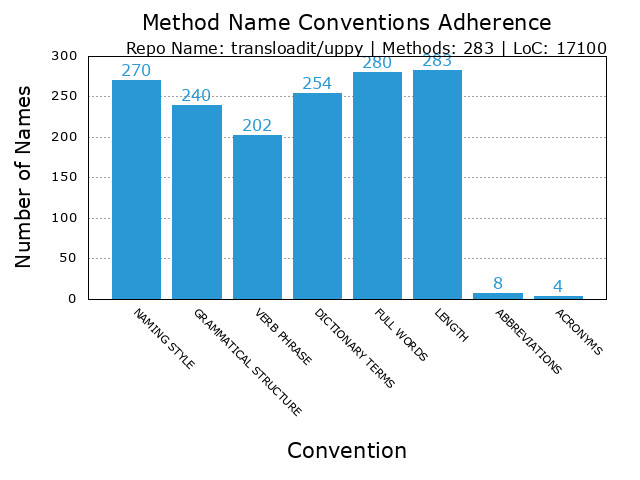 Method Name Conventions Adherence
Repo Name: transloadit/uppy | Methods: 283 | LoC: 17100
300
250
200
150
100
50
0
Number of Names
270
240
202
254
280
283
8
4
NAMING STYLE
GRAMMATICAL STRUCTURE
VERB PHRASE
DICTIONARY TERMS
FULL WORDS
LENGTH
ABBREVIATIONS
ACRONYMS
Convention